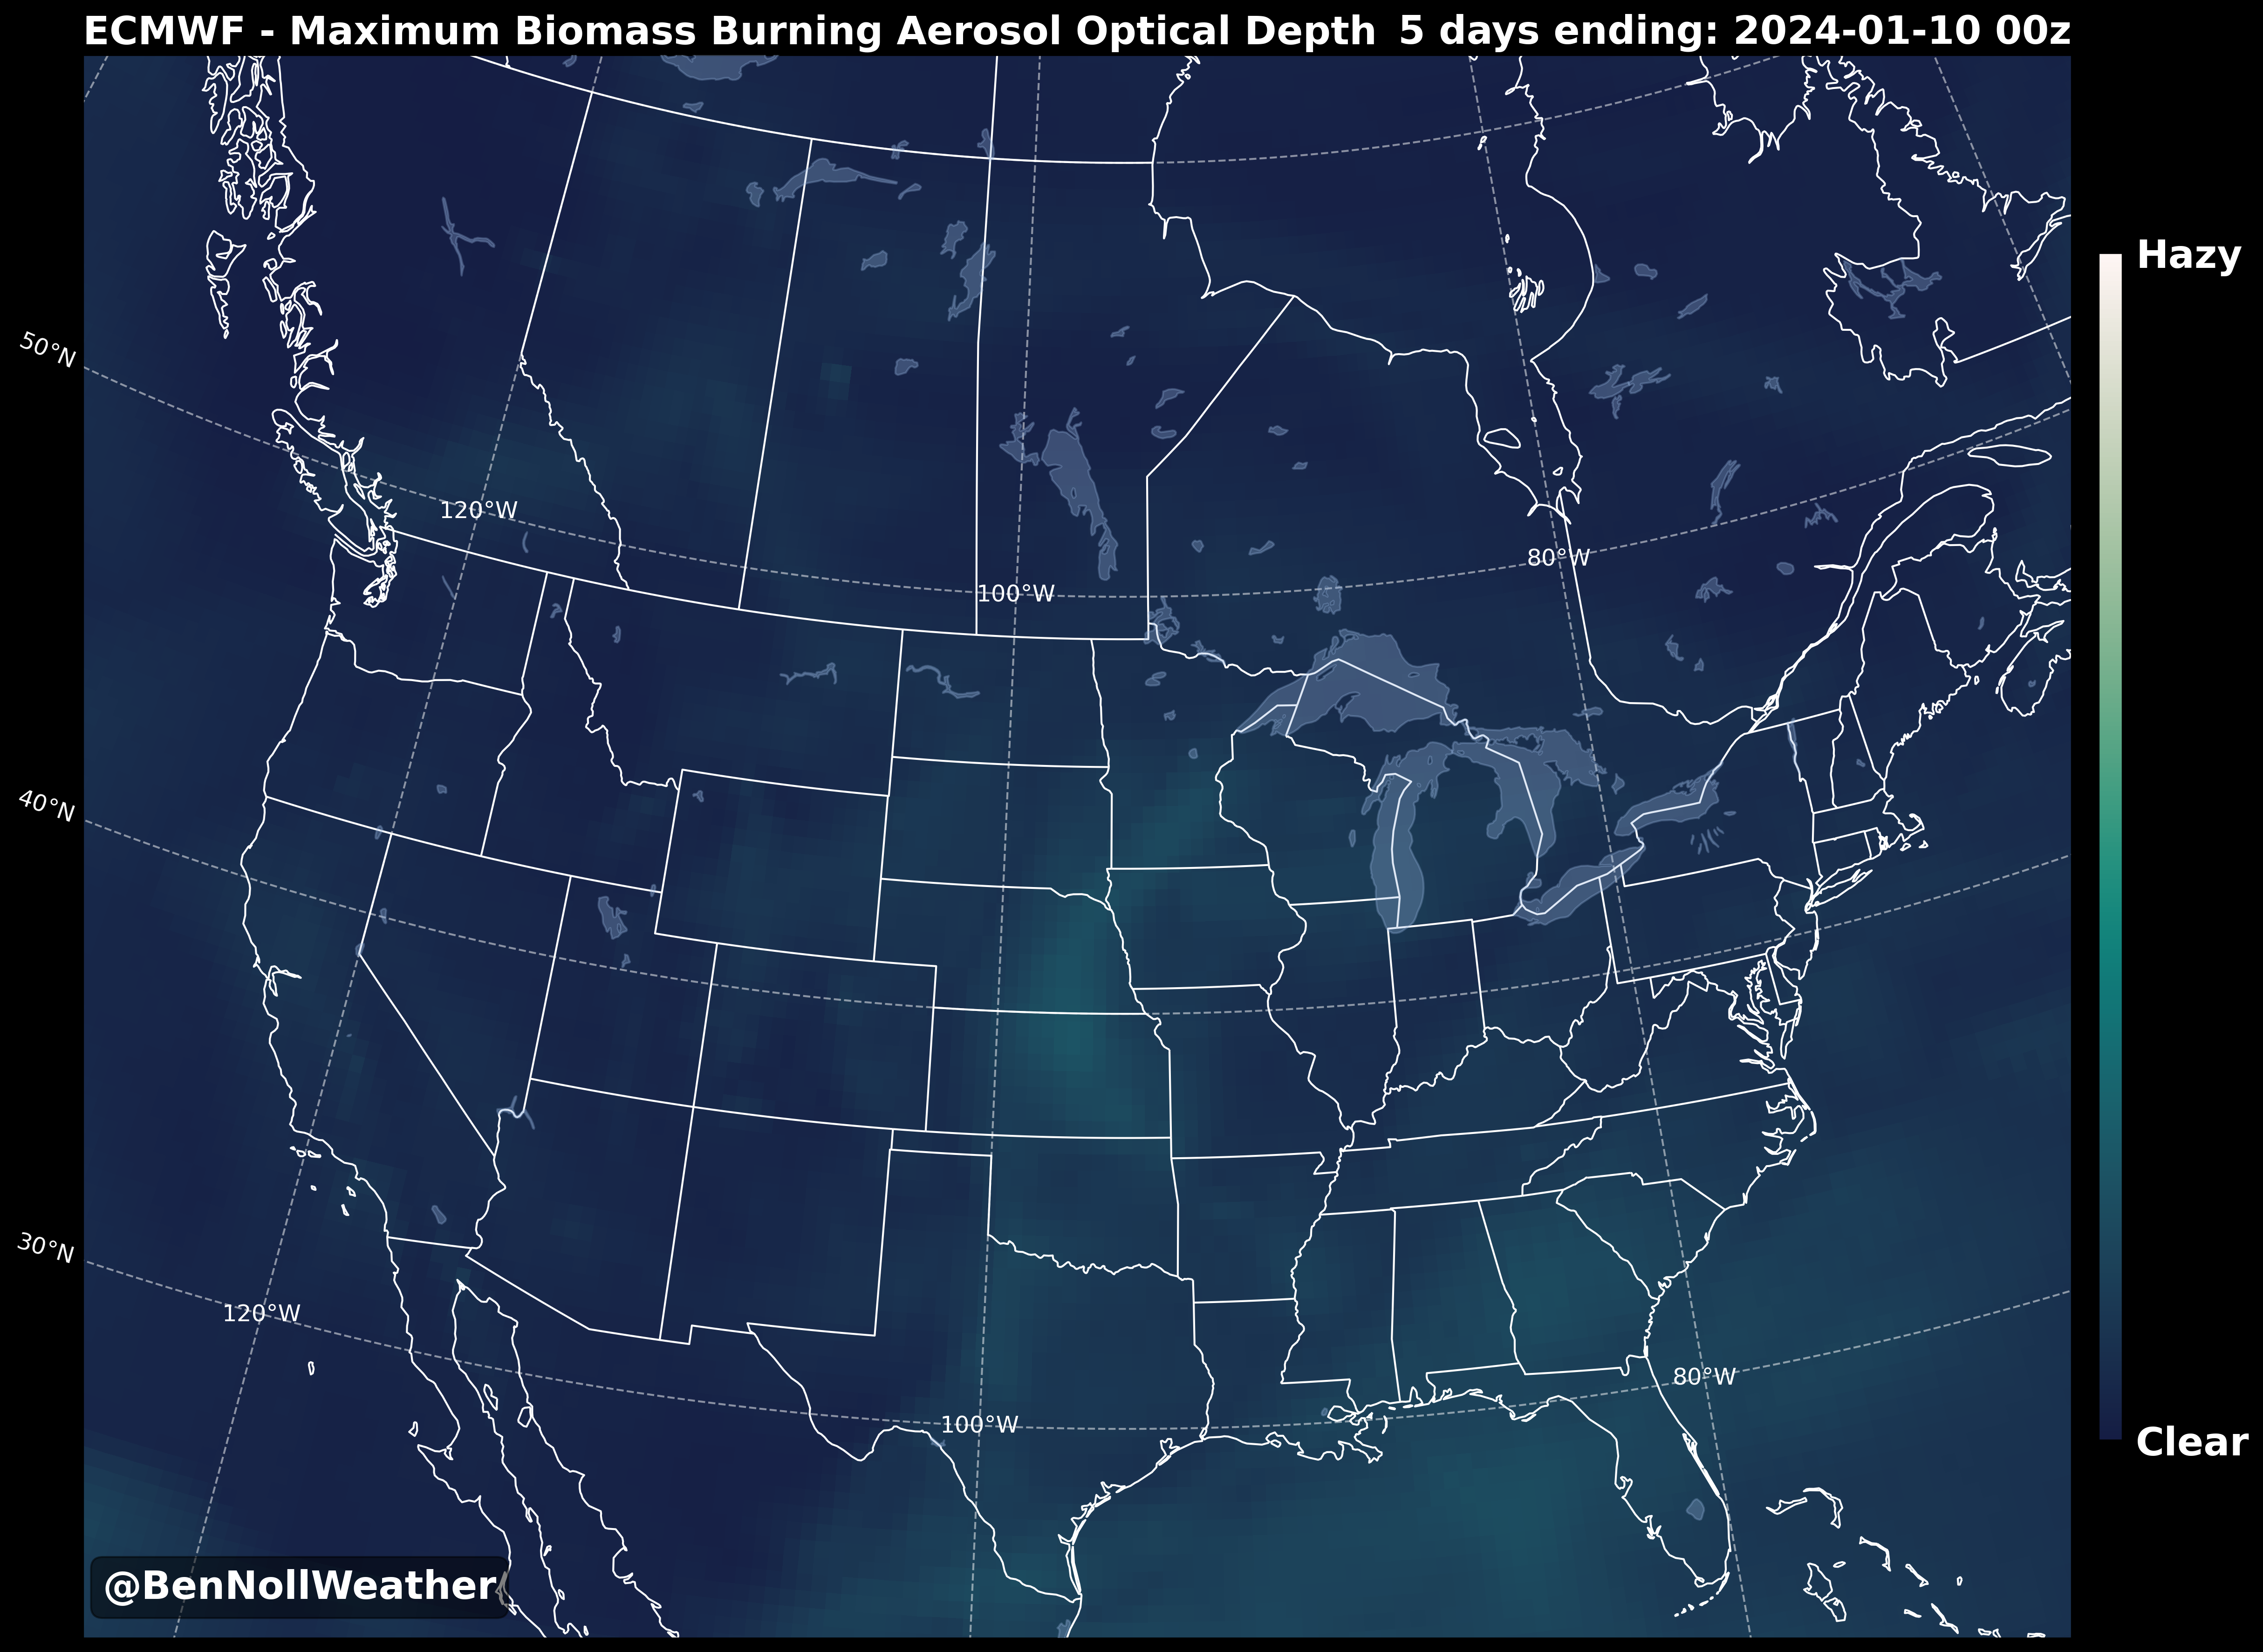 ECMWF - Maximum Biomass Burning Aerosol Optical Depth 5 days ending: 2024-01-10 00z
Hazy
50°N
120°W
80°W
100°W
40°N
30°N
120°W
80°W
100°W
Clear
@BenNollWeather